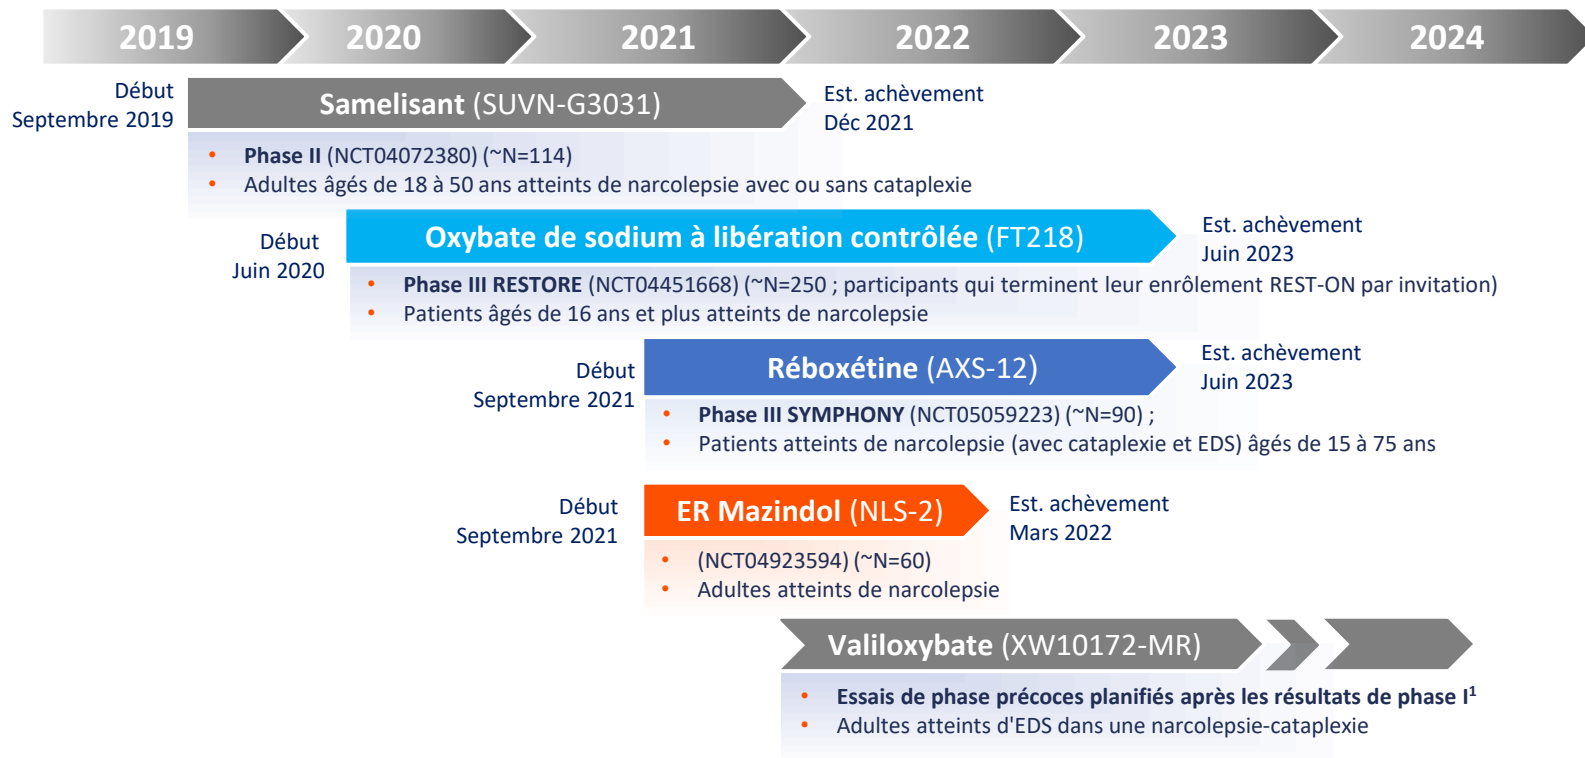 2019 2020 2021 2022 2023 2024
Début
Septembre 2019
Samelisant (SUVN-G3031)
Est. achèvement
Déc 2021
• Phase II (NCT04072380) (~N=114)
• Adultes âgés de 18 à 50 ans atteints de narcolepsie avec ou sans cataplexie
Début
Juin 2020
Oxybate de sodium à libération contrôlée (FT218)
Est. achèvement
Juin 2023
• Phase III RESTORE (NCT04451668) (~N=250 ; participants qui terminent leur enrôlement REST-ON par invitation)
• Patients âgés de 16 ans et plus atteints de narcolepsie
Début
Septembre 2021
Réboxétine (AXS-12)
Est. achèvement
Juin 2023
• Phase III SYMPHONY (NCT05059223) (~N=90) ;
• Patients atteints de narcolepsie (avec cataplexie et EDS) âgés de 15 à 75 ans
Début
Septembre 2021
ER Mazindol (NLS-2)
Est. achèvement
Mars 2022
• (NCT04923594) (~N=60)
• Adultes atteints de narcolepsie
Valiloxybate (XW10172-MR)
• Essais de phase précoces planifiés après les résultats de phase I¹
• Adultes atteints d'EDS dans une narcolepsie-cataplexie